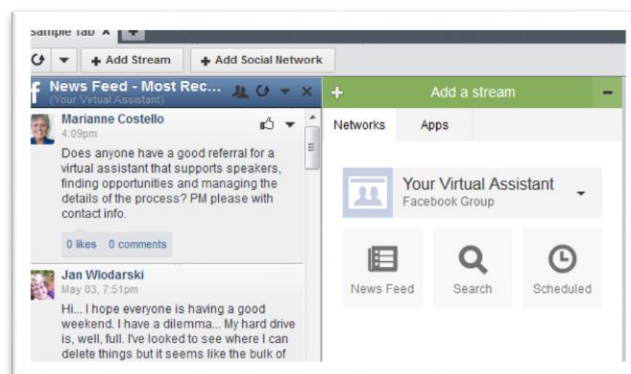 sample Tab x +
+ Add Stream
+ Add Social Network
f News Feed - Most Rec...
(Your Virtual Assistant)
Marianne Costello
4:09pm
Does anyone have a good referral for a
virtual assistant that supports speakers,
finding opportunities and managing the
details of the process? PM please with
contact info.
0 likes 0 comments
Jan Wlodarski
May 03, 7:51pm
Hi... I hope everyone is having a good
weekend. I have a dilemma... My hard drive
is, well, full. I've looked to see where I can
delete things but it seems like the bulk of
+ Add a stream -
Networks Apps
Your Virtual Assistant
Facebook Group
News Feed
Search
Scheduled